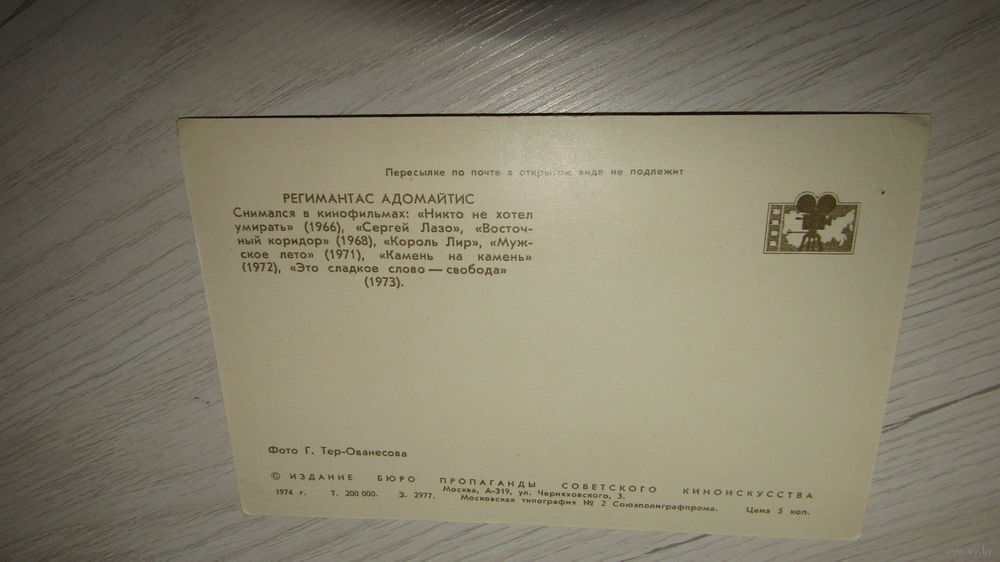 Пересылке по почте в открытом виде не подлежит
РЕГИМАНТАС АДОМАЙТИС
Снимался в кинофильмах: «Никто не хотел
умирать» (1966), «Сергей Лазо», «Восточ-
ный коридор» (1968), «Король Лир», «Муж-
ское лето» (1971), «Камень на камень»
(1972), «Это сладкое слово — свобода»
(1973).
Фото Г. Тер-Ованесова
© ИЗДАНИЕ БЮРО ПРОПАГАНДЫ СОВЕТСКОГО КИНОИСКУССТВА
Москва, А-319, ул. Черняховского, 3.
1974 г. Т. 200 000. З. 2977. Московская типография № 2 Союзполиграфпрома. Цена 5 коп.
www.ay.by